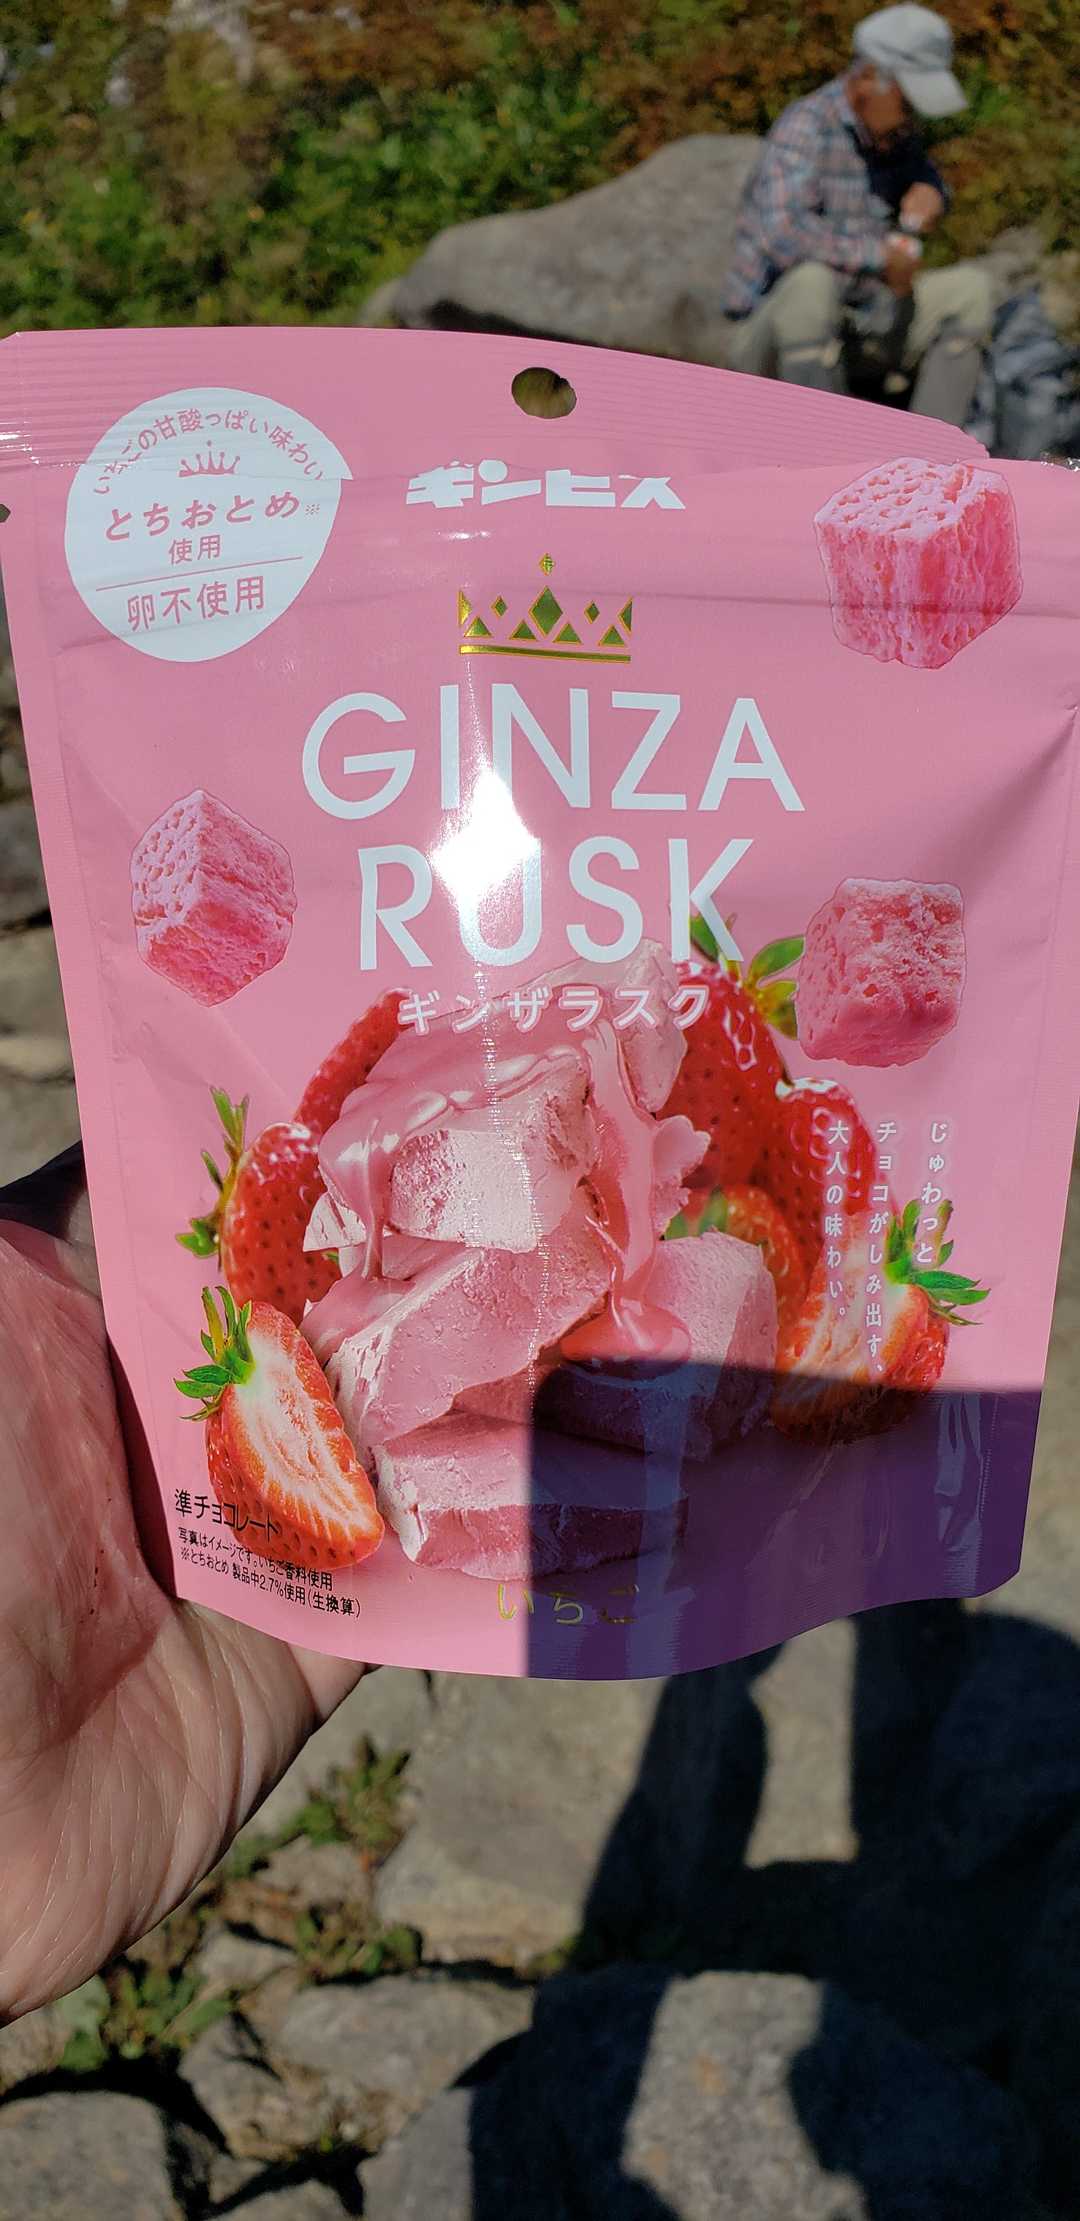 いちごの甘酸っぱい味わい
とちおとめ※
使用
卵不使用
ギンビス
GINZA
RUSK
ギンザラスク
じゅわっと
チョコがしみ出す、
大人の味わい。
準チョコレート
写真はイメージです。いちご香料使用
※とちおとめ 製品中2.7%使用(生換算)
いちご